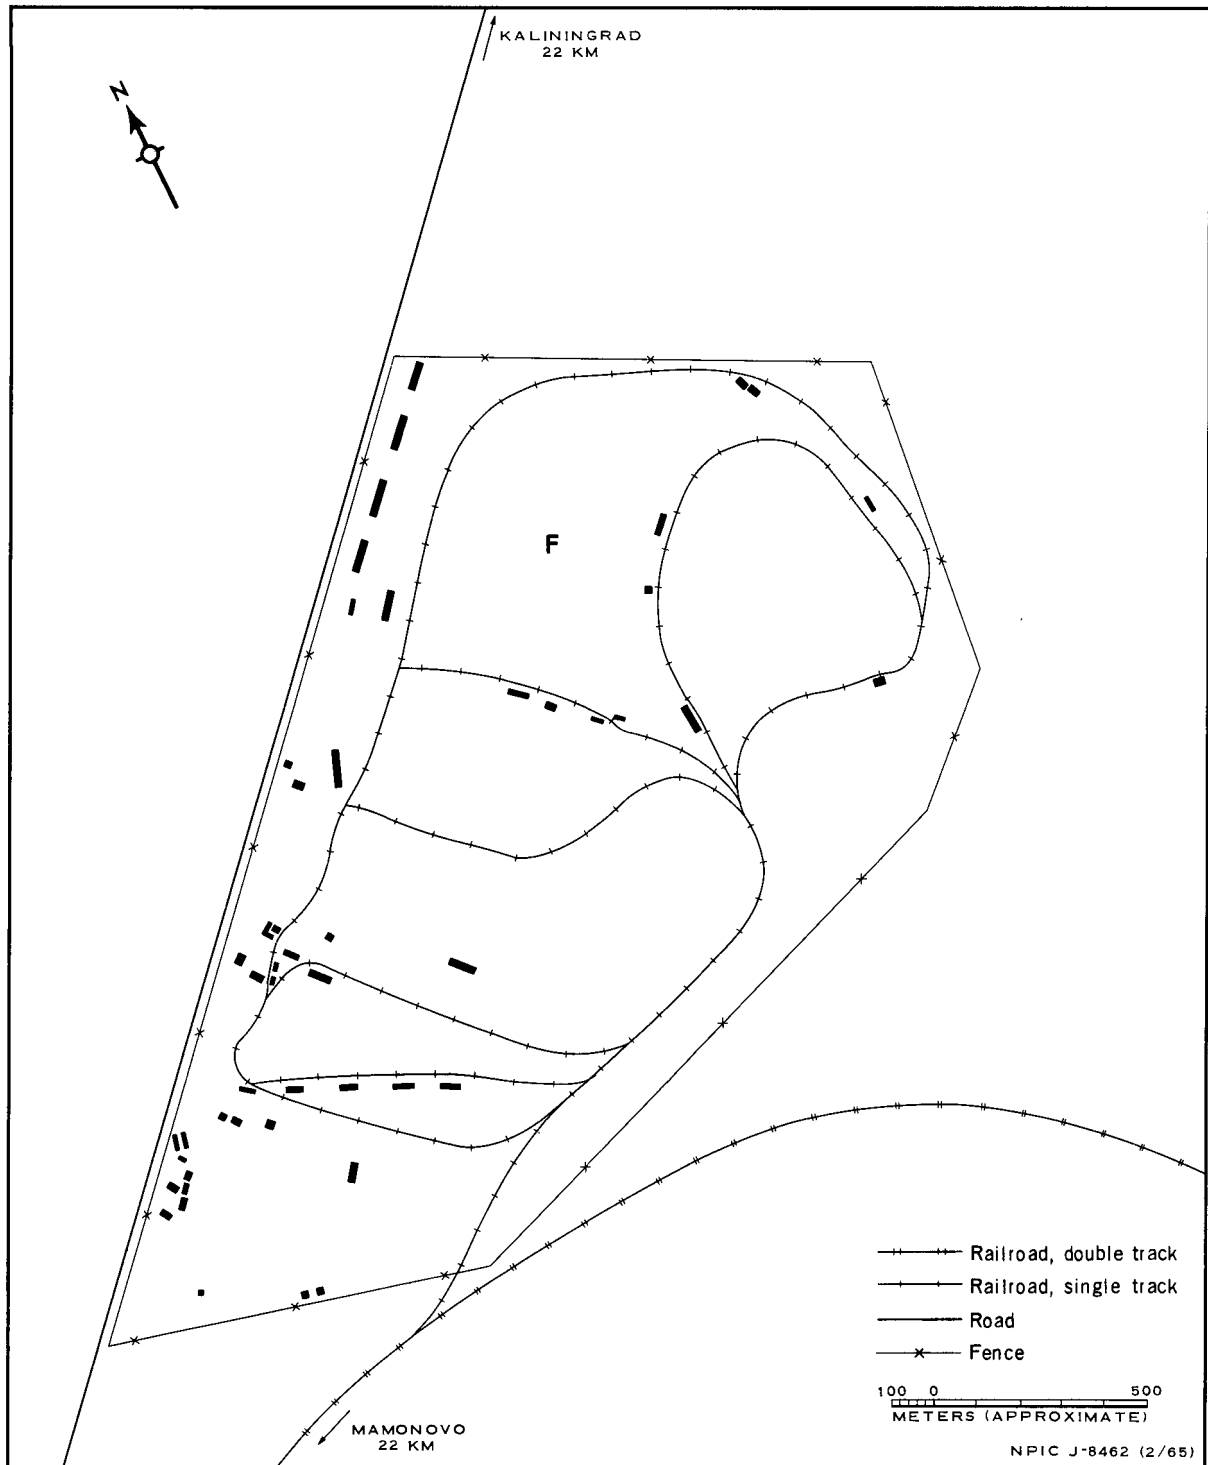 KALININGRAD
22 KM
N
F
Railroad, double track
Railroad, single track
Road
Fence
100 0 500
METERS (APPROXIMATE)
MAMONOVO
22 KM
NPIC J-8462 (2/65)